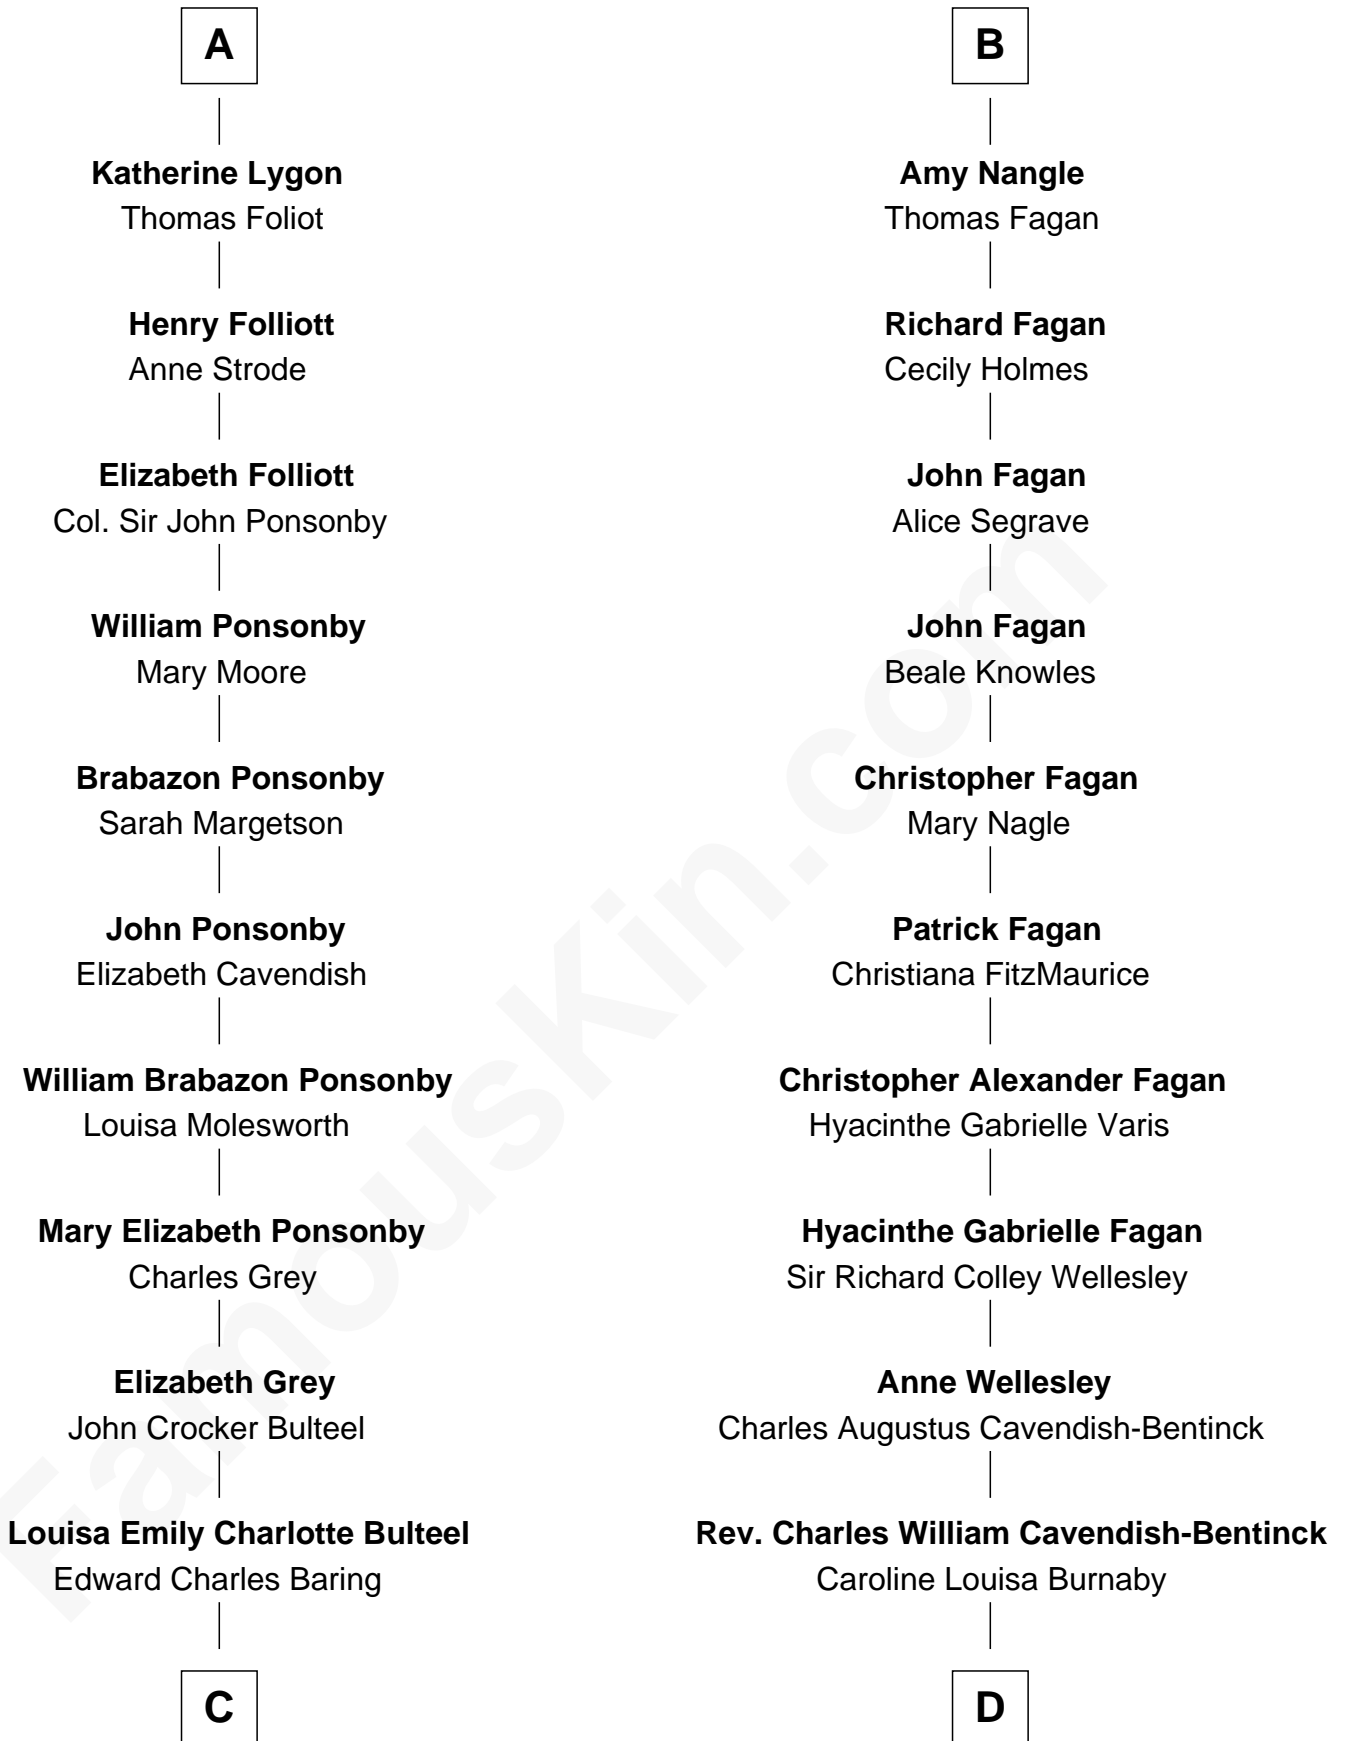 A
Katherine Lygon
Thomas Foliot
Henry Folliott
Anne Strode
Elizabeth Folliott
Col. Sir John Ponsonby
William Ponsonby
Mary Moore
Brabazon Ponsonby
Sarah Margetson
John Ponsonby
Elizabeth Cavendish
William Brabazon Ponsonby
Louisa Molesworth
Mary Elizabeth Ponsonby
Charles Grey
Elizabeth Grey
John Crocker Bulteel
Louisa Emily Charlotte Bulteel
Edward Charles Baring
C
B
Amy Nangle
Thomas Fagan
Richard Fagan
Cecily Holmes
John Fagan
Alice Segrave
John Fagan
Beale Knowles
Christopher Fagan
Mary Nagle
Patrick Fagan
Christiana FitzMaurice
Christopher Alexander Fagan
Hyacinthe Gabrielle Varis
Hyacinthe Gabrielle Fagan
Sir Richard Colley Wellesley
Anne Wellesley
Charles Augustus Cavendish-Bentinck
Rev. Charles William Cavendish-Bentinck
Caroline Louisa Burnaby
D
FamousKin.com